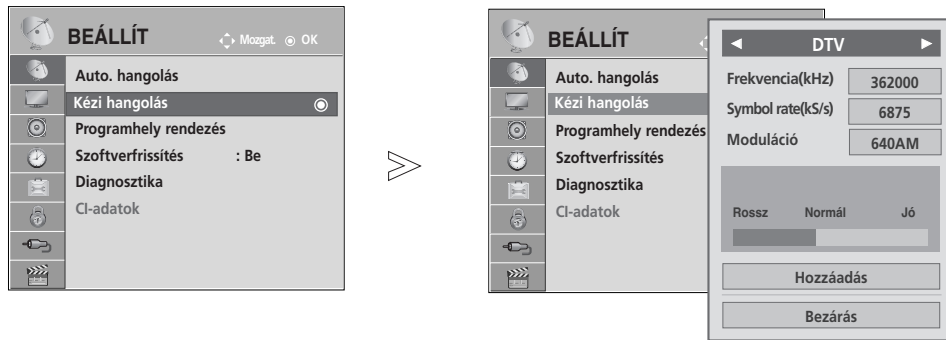 BEÁLLÍT
Mozgat. OK
Auto. hangolás
Kézi hangolás
Programhely rendezés
Szoftverfrissítés : Be
Diagnosztika
CI-adatok
BEÁLLÍT
Auto. hangolás
Kézi hangolás
Programhely rendezés
Szoftverfrissítés
Diagnosztika
CI-adatok
DTV
Frekvencia(kHz) 362000
Symbol rate(kS/s) 6875
Moduláció 640AM
Rossz Normál Jó
Hozzáadás
Bezárás